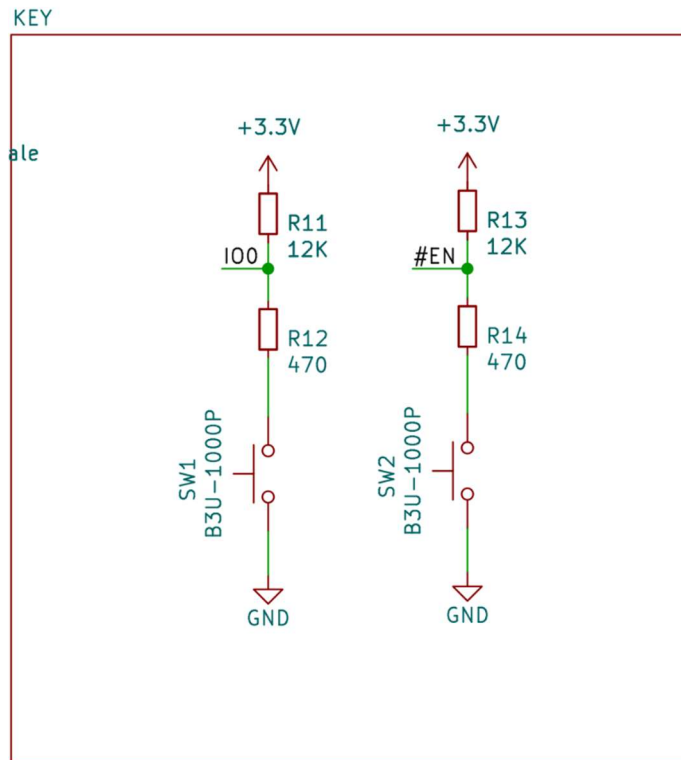 KEY
ale
+3.3V
+3.3V
R11
12K
R13
12K
IO0
#EN
R12
470
R14
470
SW1
B3U-1000P
SW2
B3U-1000P
GND
GND